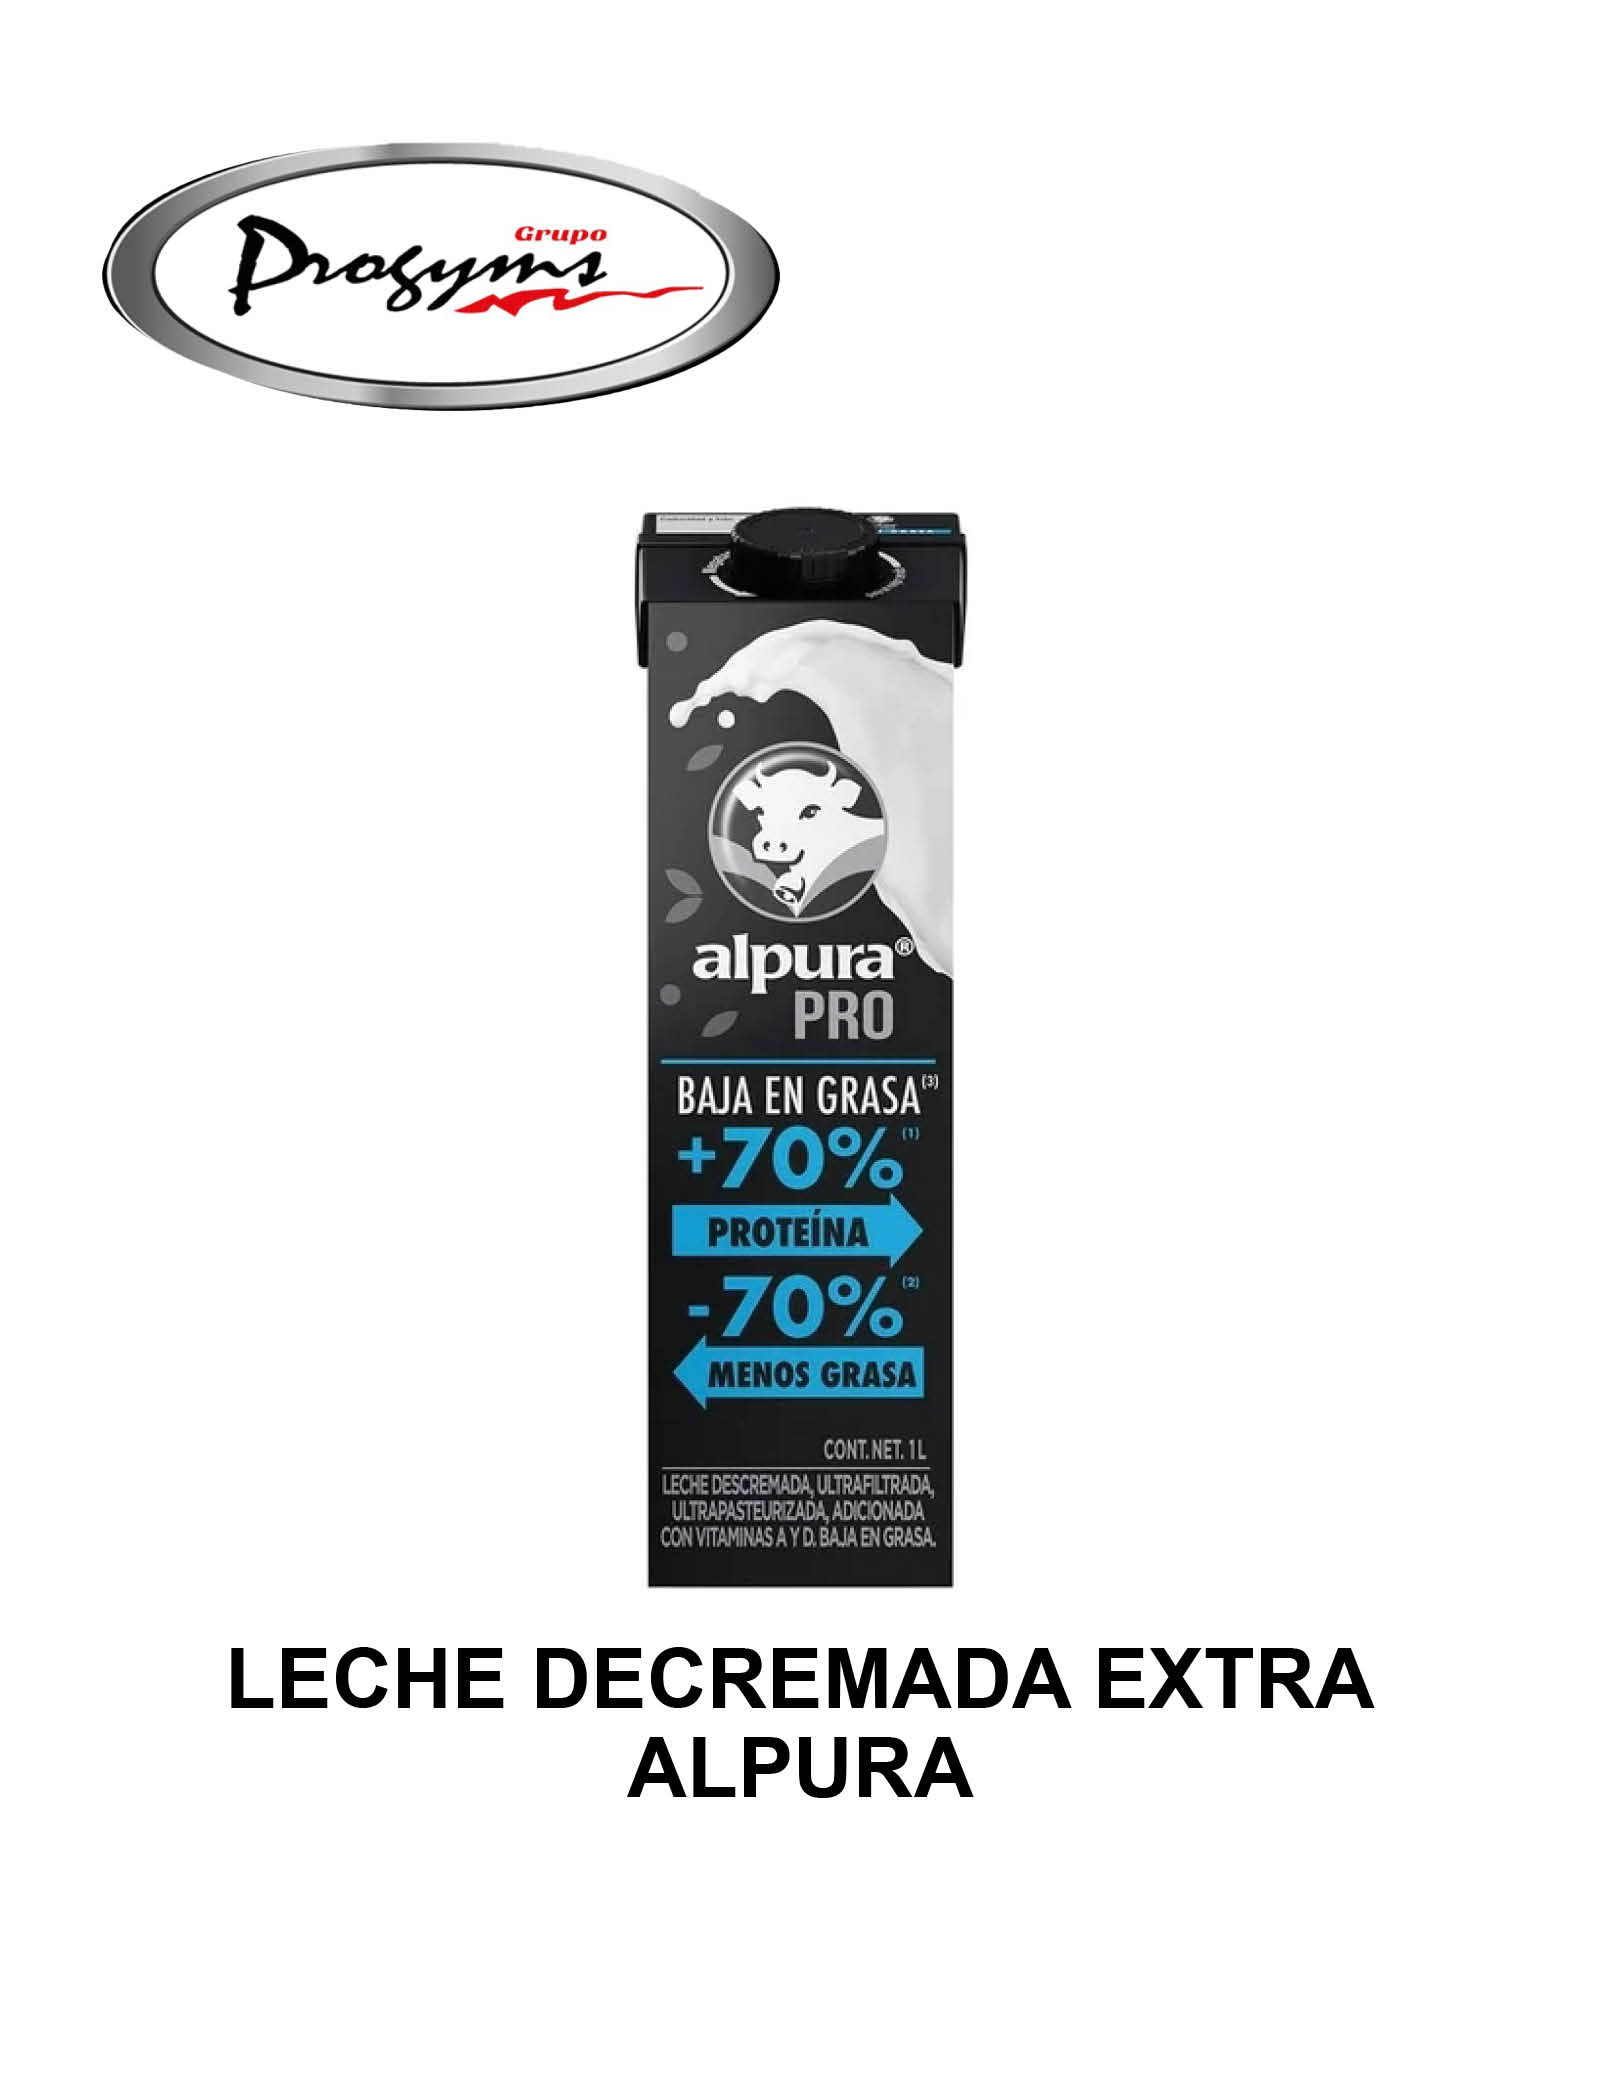 Grupo
Progyms
alpura®
PRO
BAJA EN GRASA(3)
+70%(1)
PROTEÍNA
-70%(2)
MENOS GRASA
CONT. NET. 1 L
LECHE DESCREMADA, ULTRAFILTRADA,
ULTRAPASTEURIZADA, ADICIONADA
CON VITAMINAS A Y D. BAJA EN GRASA.
LECHE DECREMADA EXTRA
ALPURA